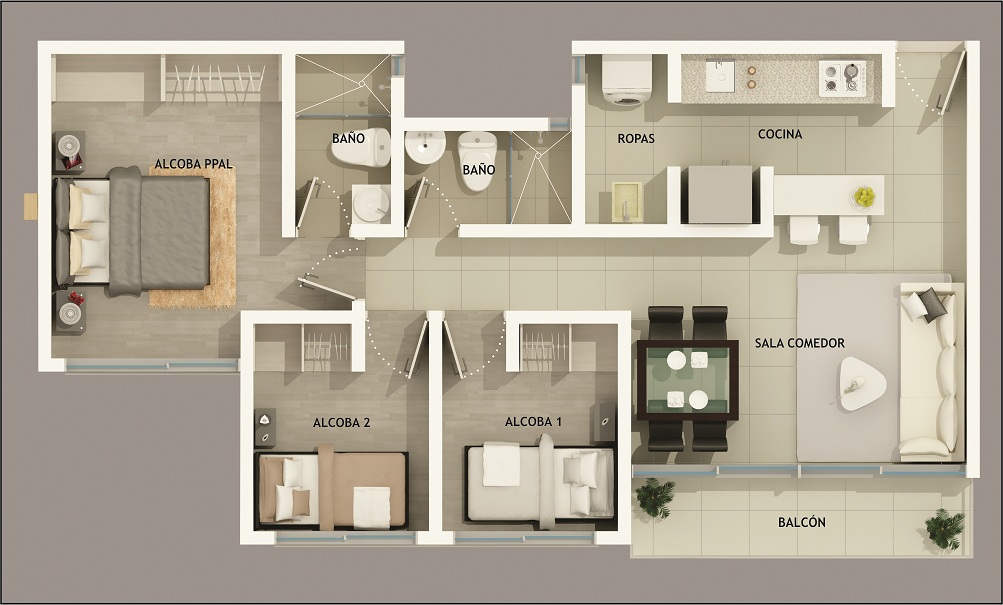 BAÑO
ROPAS
COCINA
ALCOBA PPAL
BAÑO
SALA COMEDOR
ALCOBA 2
ALCOBA 1
BALCÓN